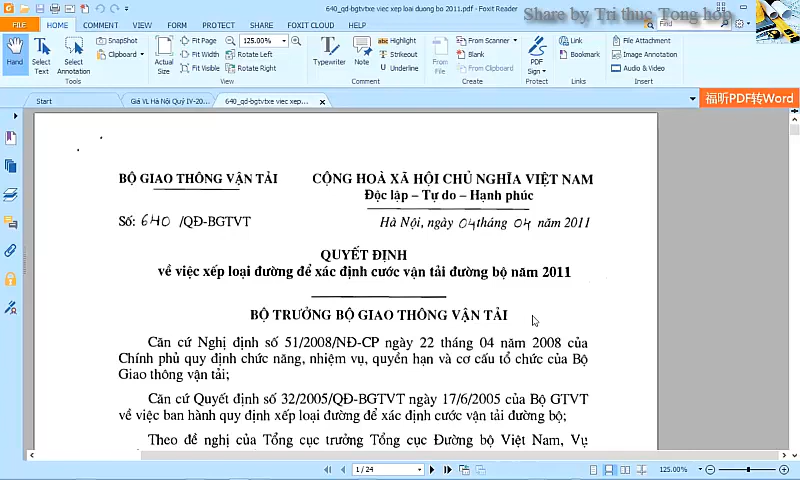 640_qd-bgtvtxe viec xep loai duong bo 2011.pdf - Foxit Reader
Share by Tri thuc Tong hop
FILE HOME COMMENT VIEW FORM PROTECT SHARE FOXIT CLOUD HELP
Find
Hand
Select Text
Select Annotation
SnapShot
Clipboard
Tools
Actual Size
Fit Page
Fit Width
Fit Visible
125.00%
Rotate Left
Rotate Right
View
Typewriter
Note
Highlight
Strikeout
Underline
Comment
From File
From Scanner
Blank
From Clipboard
Create
PDF Sign
Protect
Link
Bookmark
Links
File Attachment
Image Annotation
Audio & Video
Insert
Start
Giá VL Hà Nội Quý IV-20...
640_qd-bgtvtxe viec xep...
福昕PDF转Word
BỘ GIAO THÔNG VẬN TẢI
CỘNG HOÀ XÃ HỘI CHỦ NGHĨA VIỆT NAM
Độc lập – Tự do – Hạnh phúc
Số: 640 /QĐ-BGTVT
Hà Nội, ngày 04 tháng 04 năm 2011
QUYẾT ĐỊNH
về việc xếp loại đường để xác định cước vận tải đường bộ năm 2011
BỘ TRƯỞNG BỘ GIAO THÔNG VẬN TẢI
Căn cứ Nghị định số 51/2008/NĐ-CP ngày 22 tháng 04 năm 2008 của
Chính phủ quy định chức năng, nhiệm vụ, quyền hạn và cơ cấu tổ chức của Bộ
Giao thông vận tải;
Căn cứ Quyết định số 32/2005/QĐ-BGTVT ngày 17/6/2005 của Bộ GTVT
về việc ban hành quy định xếp loại đường để xác định cước vận tải đường bộ;
Theo đề nghị của Tổng cục trưởng Tổng cục Đường bộ Việt Nam, Vụ
1 / 24
125.00%